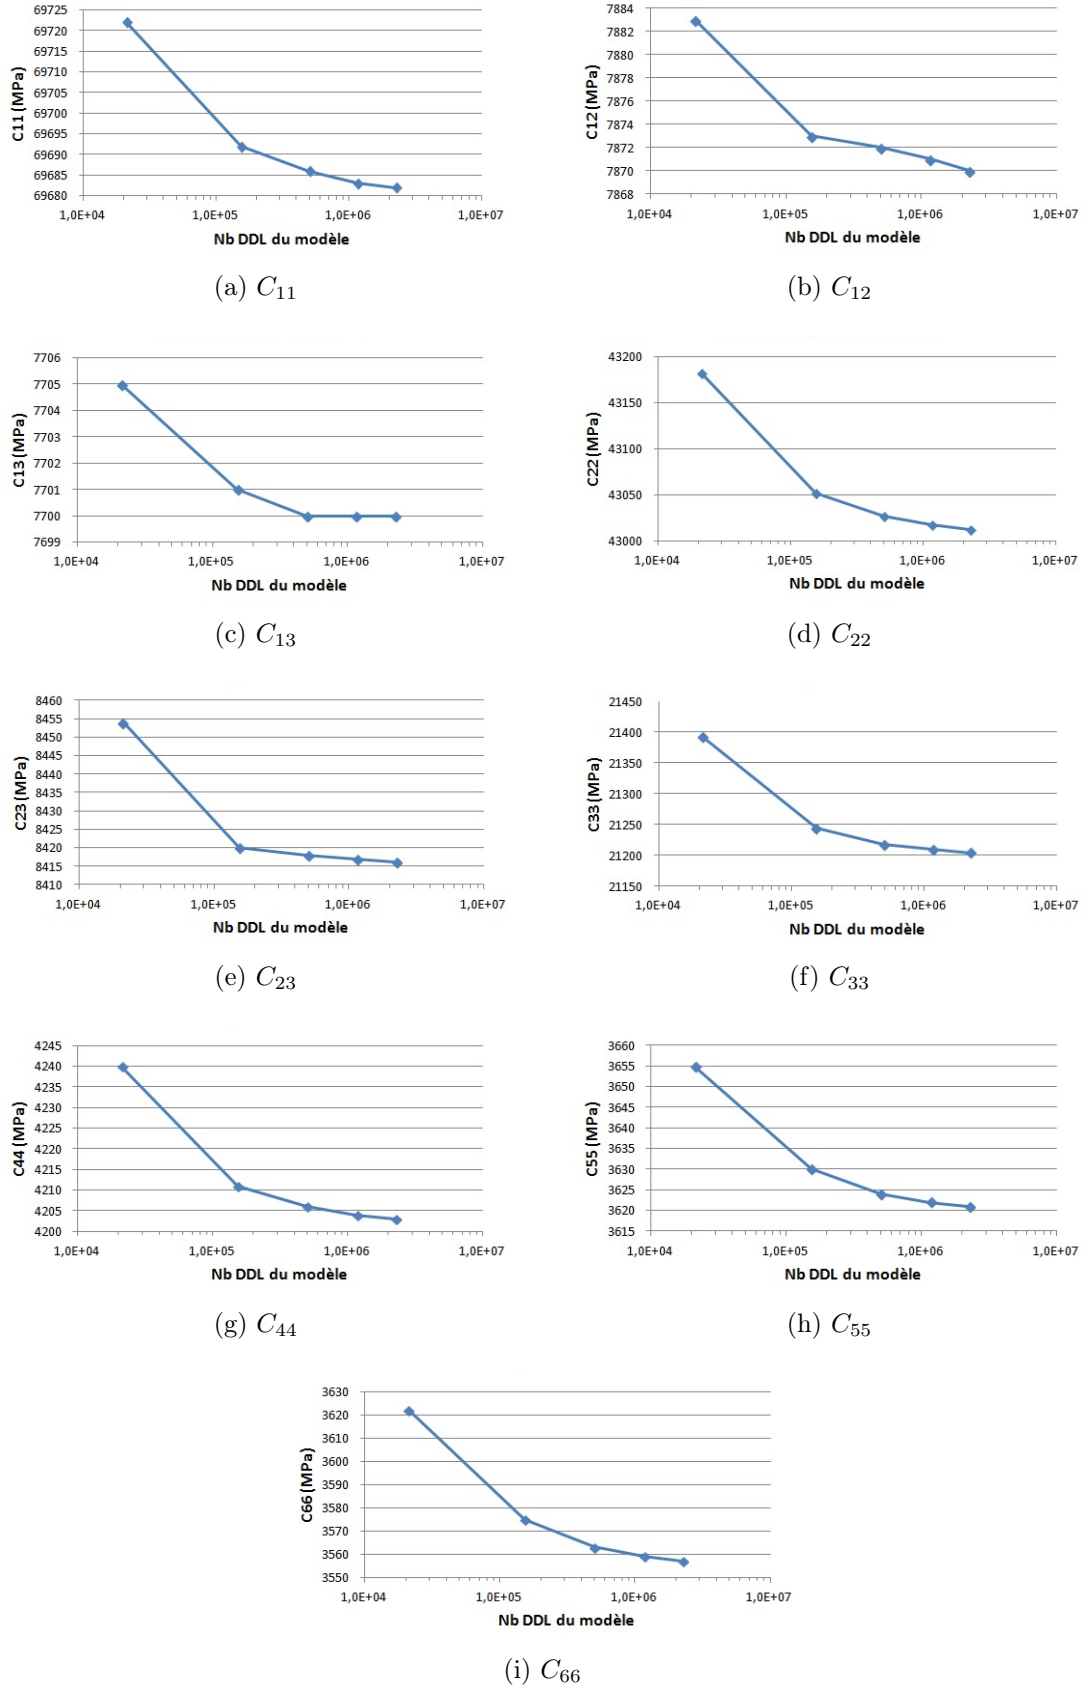 69725
69720
69715
69710
69705
69700
69695
69690
69685
69680
C11 (MPa)
1,0E+04 1,0E+05 1,0E+06 1,0E+07
Nb DDL du modèle
(a) C11
7884
7882
7880
7878
7876
7874
7872
7870
7868
C12 (MPa)
1,0E+04 1,0E+05 1,0E+06 1,0E+07
Nb DDL du modèle
(b) C12
7706
7705
7704
7703
7702
7701
7700
7699
C13 (MPa)
1,0E+04 1,0E+05 1,0E+06 1,0E+07
Nb DDL du modèle
(c) C13
43200
43150
43100
43050
43000
C22 (MPa)
1,0E+04 1,0E+05 1,0E+06 1,0E+07
Nb DDL du modèle
(d) C22
8460
8455
8450
8445
8440
8435
8430
8425
8420
8415
8410
C23 (MPa)
1,0E+04 1,0E+05 1,0E+06 1,0E+07
Nb DDL du modèle
(e) C23
21450
21400
21350
21300
21250
21200
21150
C33 (MPa)
1,0E+04 1,0E+05 1,0E+06 1,0E+07
Nb DDL du modèle
(f) C33
4245
4240
4235
4230
4225
4220
4215
4210
4205
4200
C44 (MPa)
1,0E+04 1,0E+05 1,0E+06 1,0E+07
Nb DDL du modèle
(g) C44
3660
3655
3650
3645
3640
3635
3630
3625
3620
3615
C55 (MPa)
1,0E+04 1,0E+05 1,0E+06 1,0E+07
Nb DDL du modèle
(h) C55
3630
3620
3610
3600
3590
3580
3570
3560
3550
C66 (MPa)
1,0E+04 1,0E+05 1,0E+06 1,0E+07
Nb DDL du modèle
(i) C66